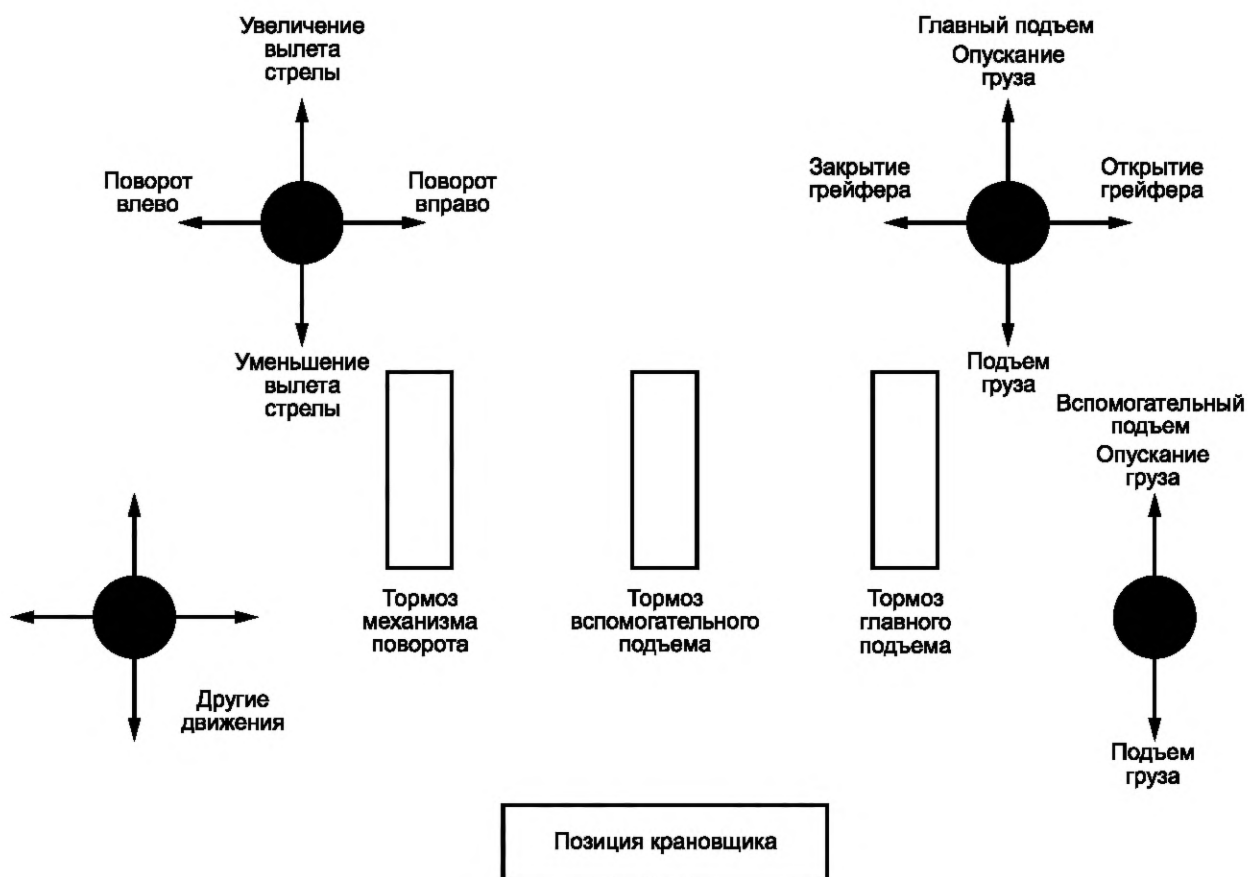 Увеличение
вылета
стрелы
Поворот
влево
Поворот
вправо
Уменьшение
вылета
стрелы
Главный подъем
Опускание
груза
Закрытие
грейфера
Открытие
грейфера
Подъем
груза
Вспомогательный
подъем
Опускание
груза
Подъем
груза
Тормоз
механизма
поворота
Тормоз
вспомогательного
подъема
Тормоз
главного
подъема
Другие
движения
Позиция крановщика